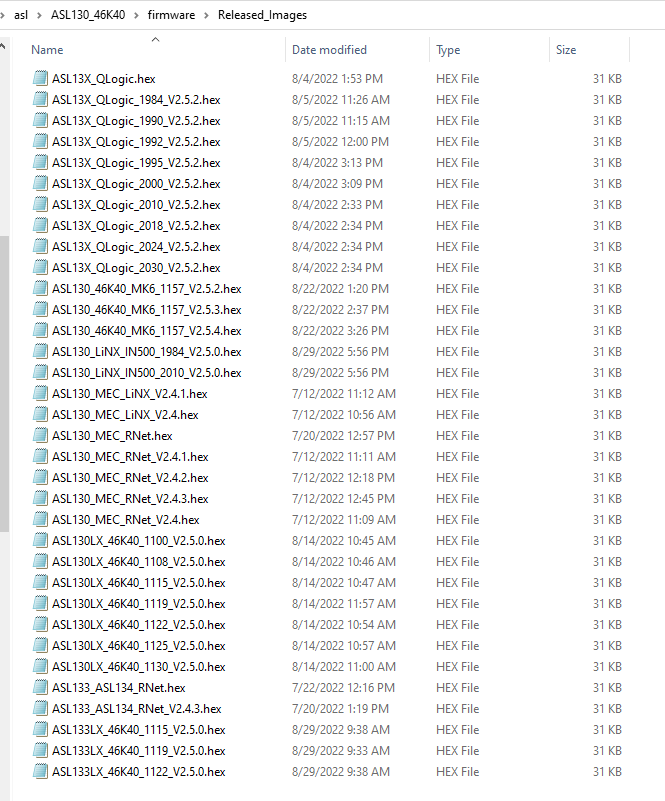 asl > ASL130_46K40 > firmware > Released_Images
Name Date modified Type Size
ASL13X_QLogic.hex 8/4/2022 1:53 PM HEX File 31 KB
ASL13X_QLogic_1984_V2.5.2.hex 8/5/2022 11:26 AM HEX File 31 KB
ASL13X_QLogic_1990_V2.5.2.hex 8/5/2022 11:15 AM HEX File 31 KB
ASL13X_QLogic_1992_V2.5.2.hex 8/5/2022 12:00 PM HEX File 31 KB
ASL13X_QLogic_1995_V2.5.2.hex 8/4/2022 3:13 PM HEX File 31 KB
ASL13X_QLogic_2000_V2.5.2.hex 8/4/2022 3:09 PM HEX File 31 KB
ASL13X_QLogic_2010_V2.5.2.hex 8/4/2022 2:33 PM HEX File 31 KB
ASL13X_QLogic_2018_V2.5.2.hex 8/4/2022 2:34 PM HEX File 31 KB
ASL13X_QLogic_2024_V2.5.2.hex 8/4/2022 2:34 PM HEX File 31 KB
ASL13X_QLogic_2030_V2.5.2.hex 8/4/2022 2:34 PM HEX File 31 KB
ASL130_46K40_MK6_1157_V2.5.2.hex 8/22/2022 1:20 PM HEX File 31 KB
ASL130_46K40_MK6_1157_V2.5.3.hex 8/22/2022 2:37 PM HEX File 31 KB
ASL130_46K40_MK6_1157_V2.5.4.hex 8/22/2022 3:26 PM HEX File 31 KB
ASL130_LiNX_IN500_1984_V2.5.0.hex 8/29/2022 5:56 PM HEX File 31 KB
ASL130_LiNX_IN500_2010_V2.5.0.hex 8/29/2022 5:56 PM HEX File 31 KB
ASL130_MEC_LiNX_V2.4.1.hex 7/12/2022 11:12 AM HEX File 31 KB
ASL130_MEC_LiNX_V2.4.hex 7/12/2022 10:56 AM HEX File 31 KB
ASL130_MEC_RNet.hex 7/20/2022 12:57 PM HEX File 31 KB
ASL130_MEC_RNet_V2.4.1.hex 7/12/2022 11:11 AM HEX File 31 KB
ASL130_MEC_RNet_V2.4.2.hex 7/12/2022 12:18 PM HEX File 31 KB
ASL130_MEC_RNet_V2.4.3.hex 7/12/2022 12:45 PM HEX File 31 KB
ASL130_MEC_RNet_V2.4.hex 7/12/2022 11:09 AM HEX File 31 KB
ASL130LX_46K40_1100_V2.5.0.hex 8/14/2022 10:45 AM HEX File 31 KB
ASL130LX_46K40_1108_V2.5.0.hex 8/14/2022 10:46 AM HEX File 31 KB
ASL130LX_46K40_1115_V2.5.0.hex 8/14/2022 10:47 AM HEX File 31 KB
ASL130LX_46K40_1119_V2.5.0.hex 8/14/2022 11:57 AM HEX File 31 KB
ASL130LX_46K40_1122_V2.5.0.hex 8/14/2022 10:54 AM HEX File 31 KB
ASL130LX_46K40_1125_V2.5.0.hex 8/14/2022 10:57 AM HEX File 31 KB
ASL130LX_46K40_1130_V2.5.0.hex 8/14/2022 11:00 AM HEX File 31 KB
ASL133_ASL134_RNet.hex 7/22/2022 12:16 PM HEX File 31 KB
ASL133_ASL134_RNet_V2.4.3.hex 7/20/2022 1:19 PM HEX File 31 KB
ASL133LX_46K40_1115_V2.5.0.hex 8/29/2022 9:38 AM HEX File 31 KB
ASL133LX_46K40_1119_V2.5.0.hex 8/29/2022 9:33 AM HEX File 31 KB
ASL133LX_46K40_1122_V2.5.0.hex 8/29/2022 9:38 AM HEX File 31 KB